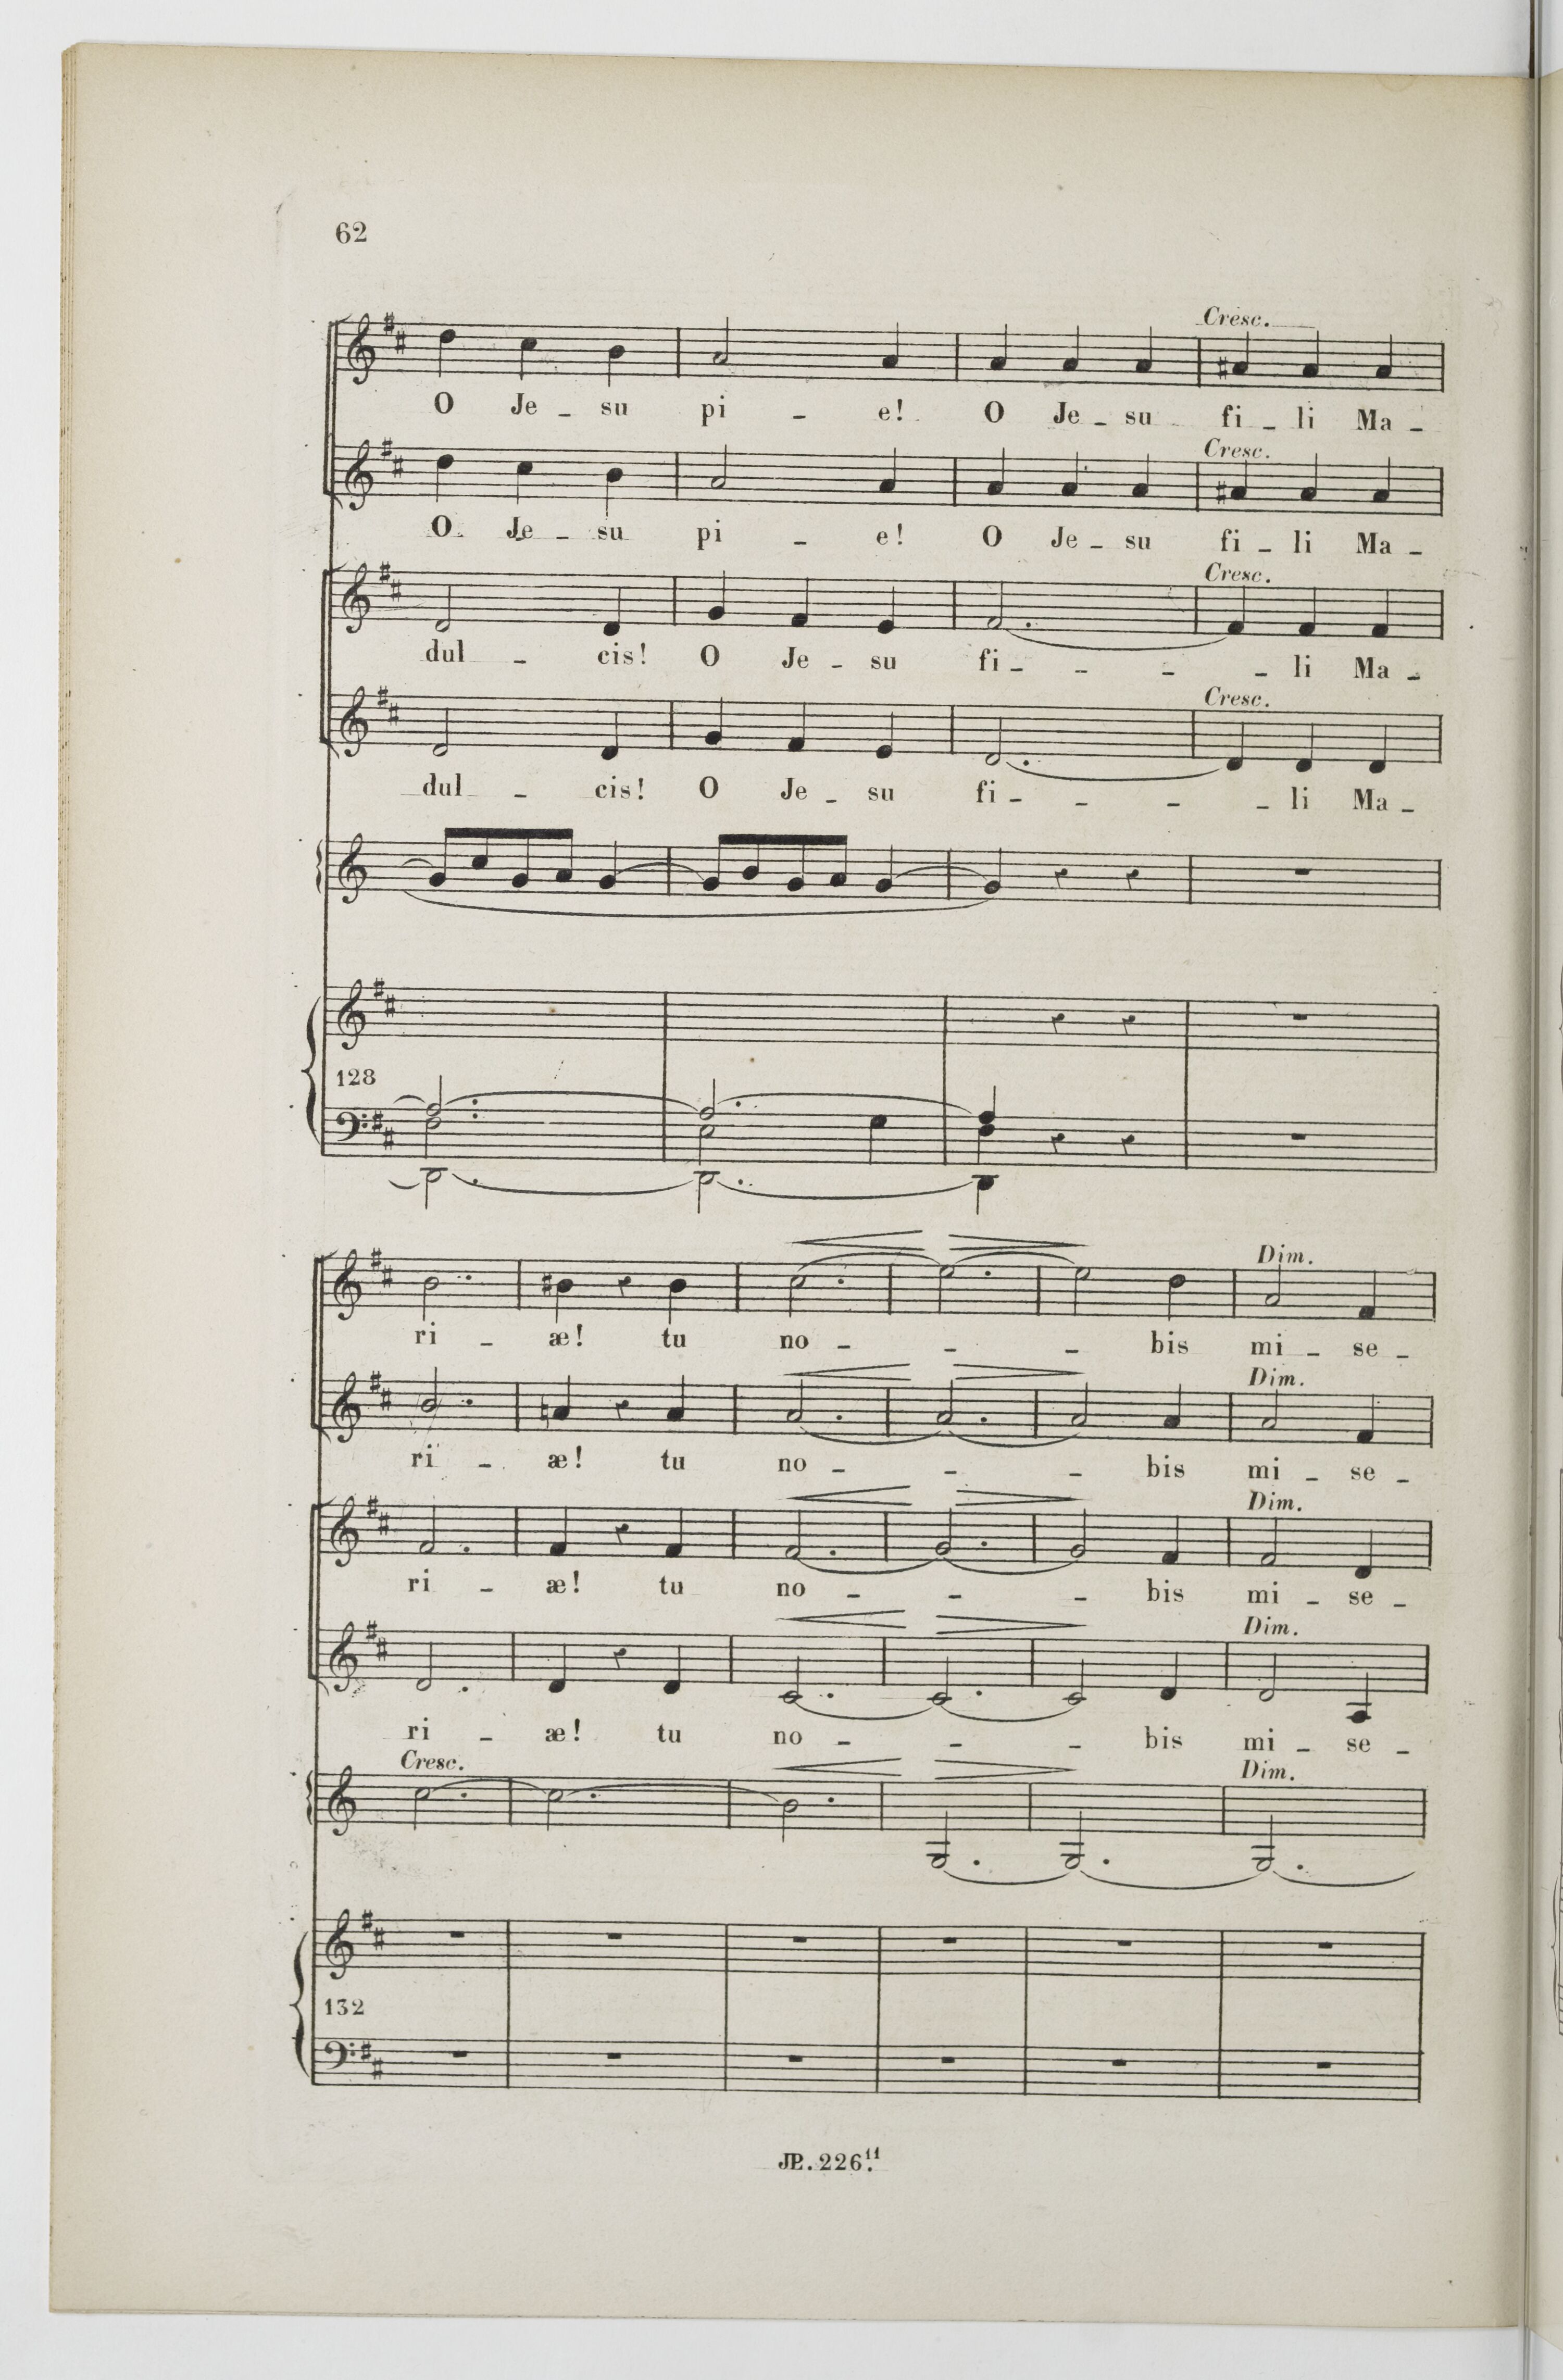 62
Cresc.
O Je - su pi - e! O Je - su fi - li Ma -
Cresc.
O Je - su pi - e! O Je - su fi - li Ma -
Cresc.
dul - cis! O Je - su fi - - - - li Ma -
Cresc.
dul - cis! O Je - su fi - - - - li Ma -
128
Dim.
ri - æ! tu no - - - bis mi - se -
Dim.
ri - æ! tu no - - - bis mi - se -
Dim.
ri - æ! tu no - - - bis mi - se -
Dim.
ri - æ! tu no - - - bis mi - se -
Cresc. Dim.
132
JP. 226.11